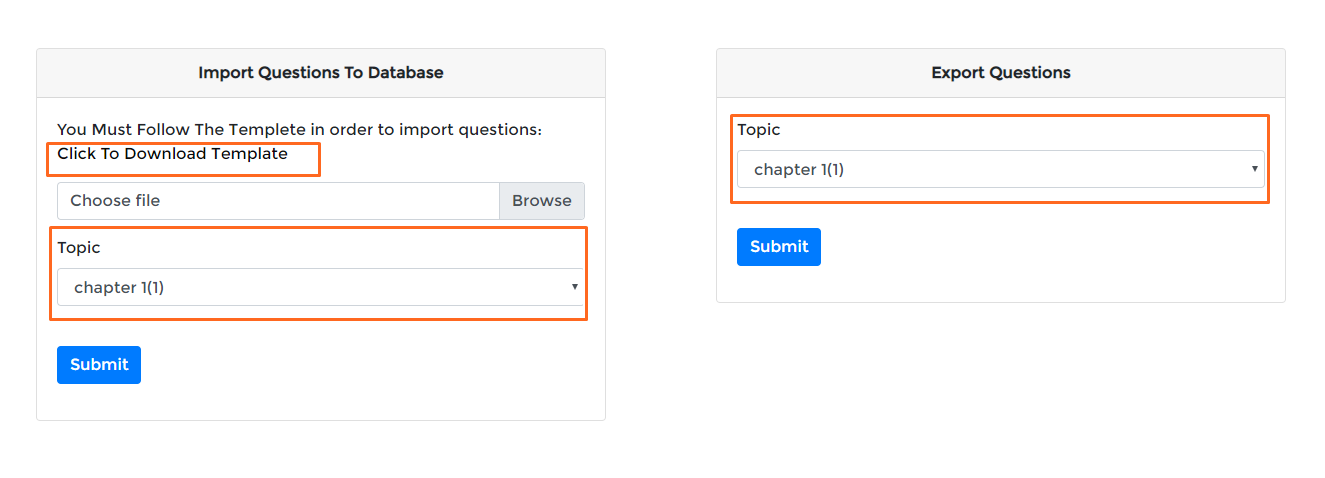 Import Questions To Database
You Must Follow The Templete in order to import questions:
Click To Download Template
Choose file
Browse
Topic
chapter 1(1)
Submit
Export Questions
Topic
chapter 1(1)
Submit